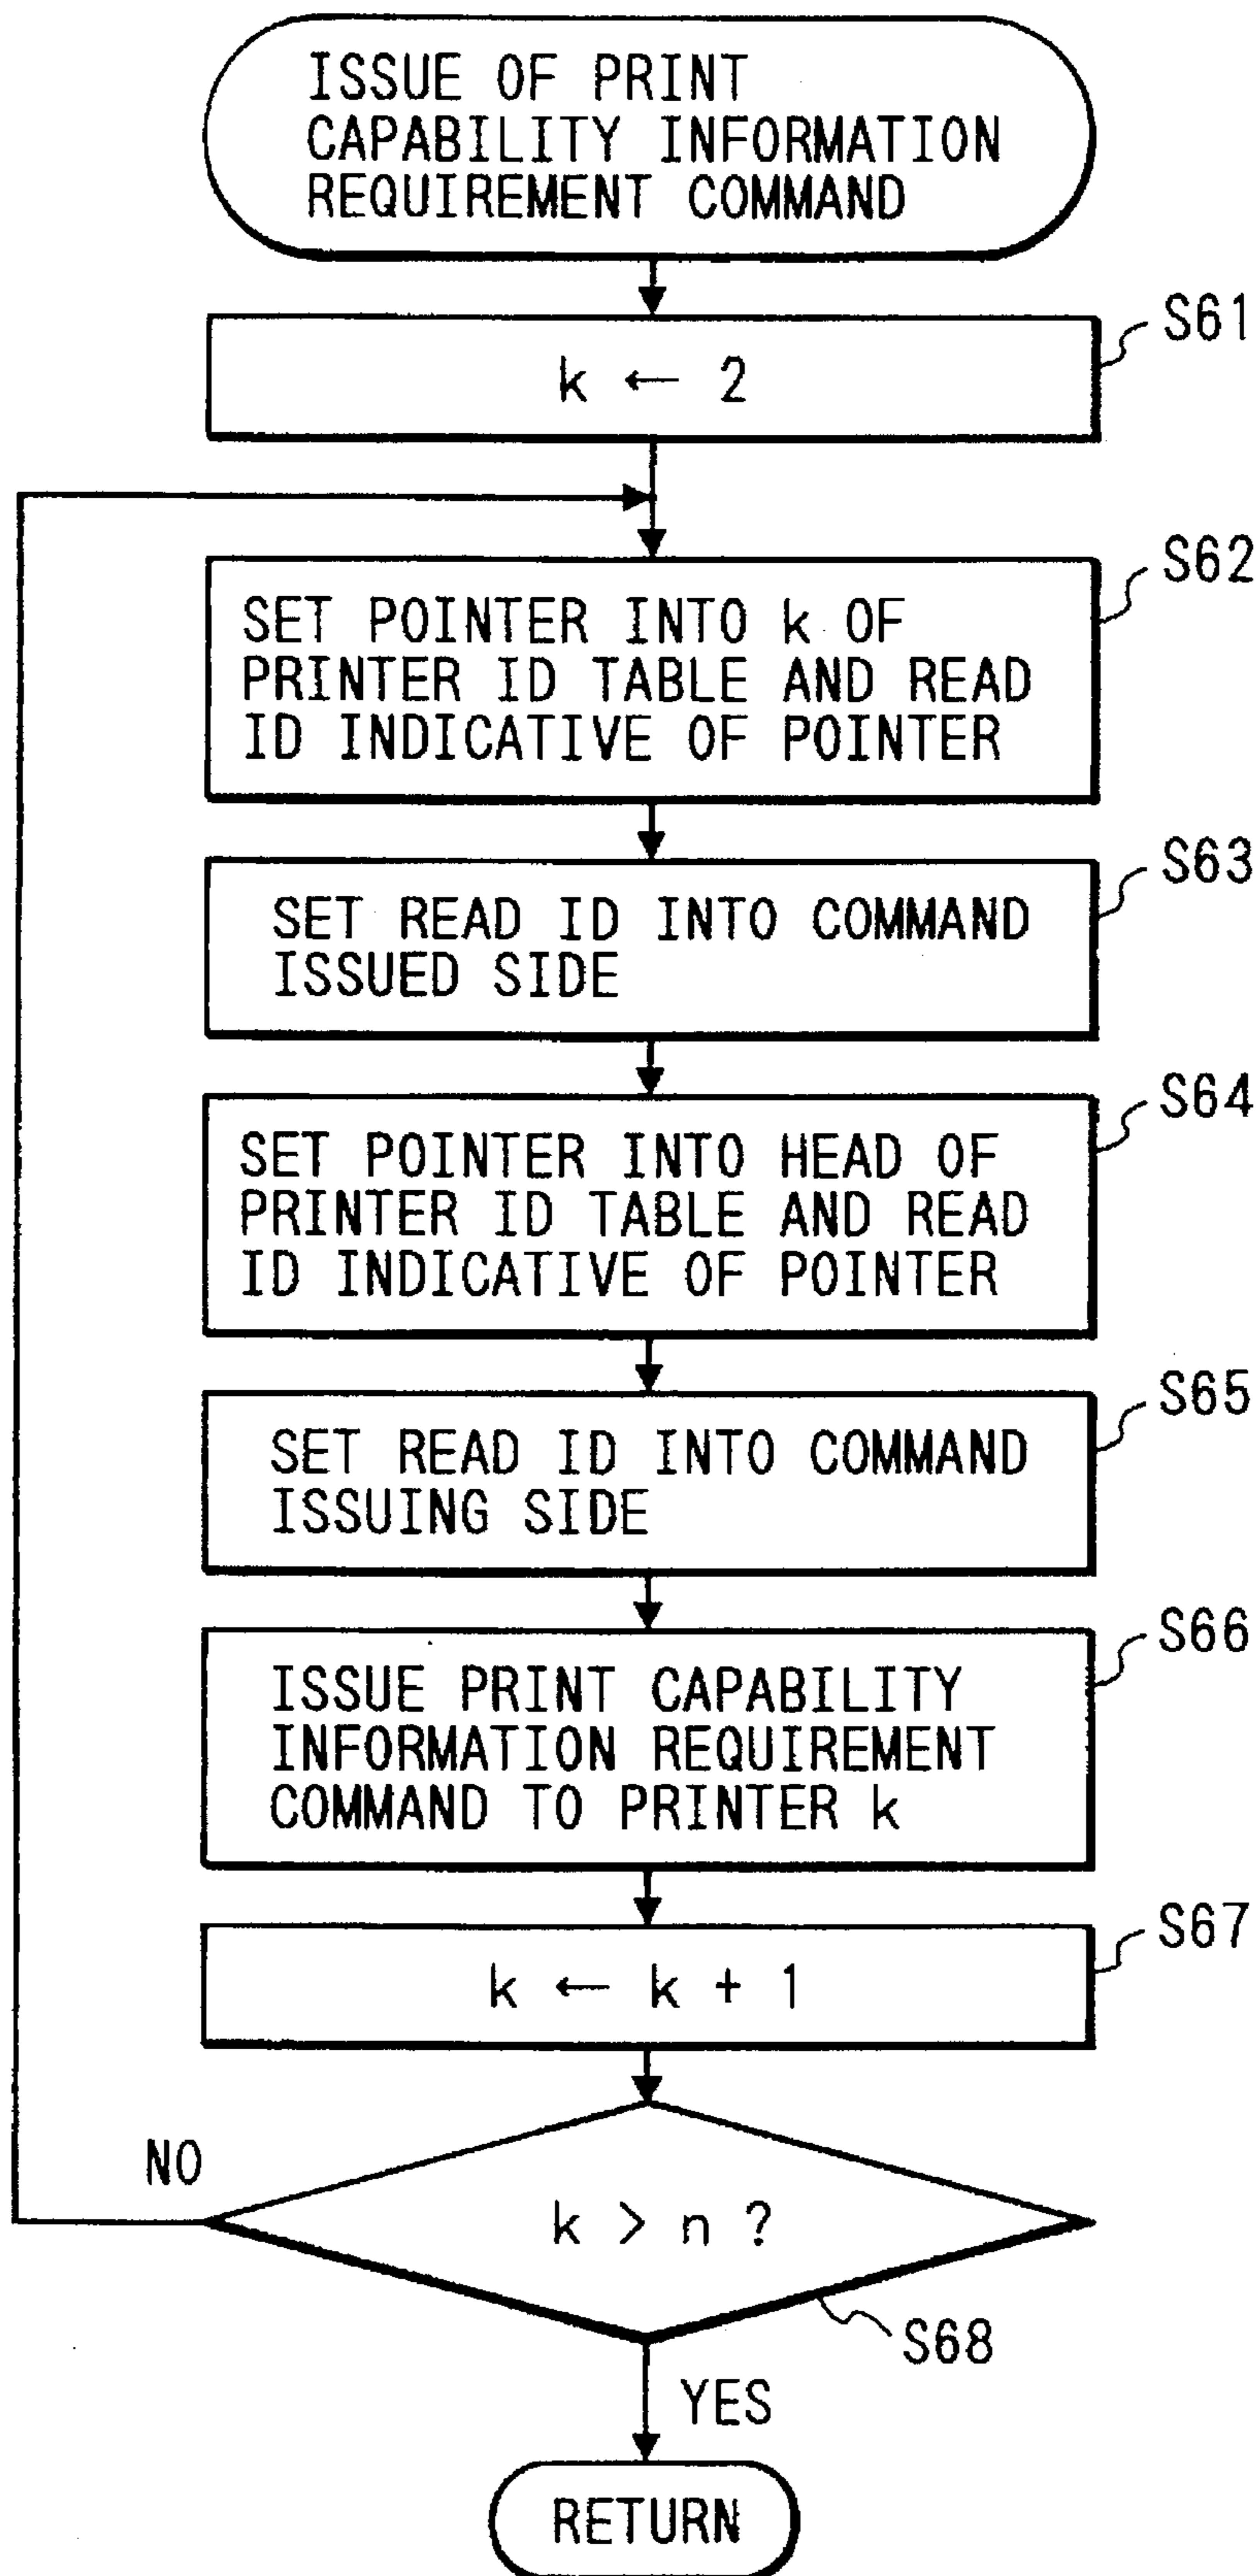 ISSUE OF PRINT
CAPABILITY INFORMATION
REQUIREMENT COMMAND
S61
k ← 2
S62
SET POINTER INTO k OF
PRINTER ID TABLE AND READ
ID INDICATIVE OF POINTER
S63
SET READ ID INTO COMMAND
ISSUED SIDE
S64
SET POINTER INTO HEAD OF
PRINTER ID TABLE AND READ
ID INDICATIVE OF POINTER
S65
SET READ ID INTO COMMAND
ISSUING SIDE
S66
ISSUE PRINT CAPABILITY
INFORMATION REQUIREMENT
COMMAND TO PRINTER k
S67
k ← k + 1
NO
k > n ?
S68
YES
RETURN